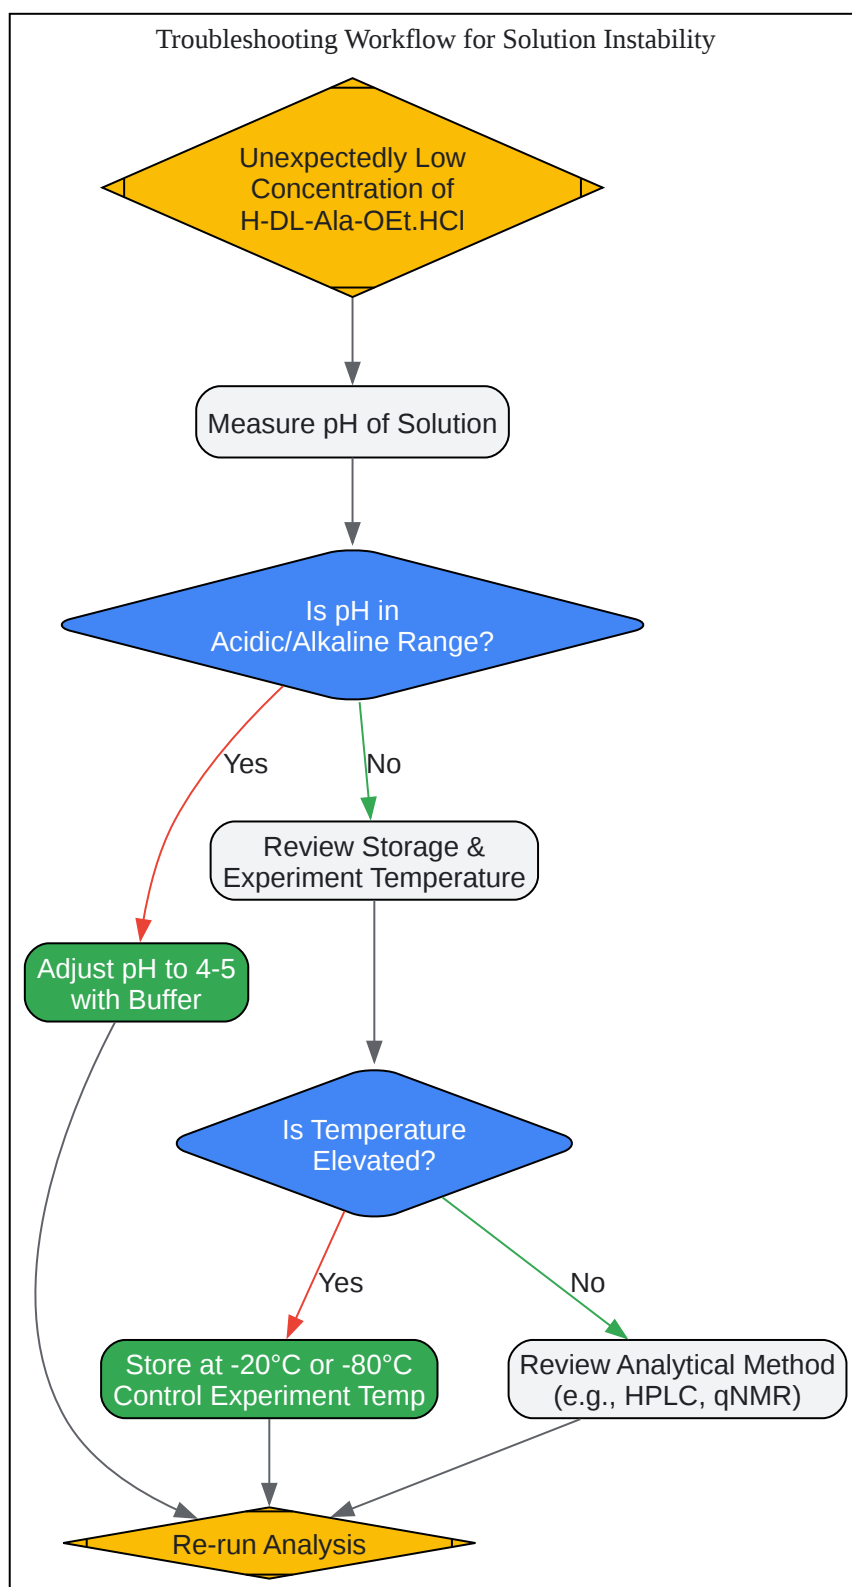 Troubleshooting Workflow for Solution Instability
Unexpectedly Low
Concentration of
H-DL-Ala-OEt.HCl
Measure pH of Solution
Is pH in
Acidic/Alkaline Range?
Yes
No
Review Storage &
Experiment Temperature
Adjust pH to 4-5
with Buffer
Is Temperature
Elevated?
Yes
No
Store at -20°C or -80°C
Control Experiment Temp
Review Analytical Method
(e.g., HPLC, qNMR)
Re-run Analysis